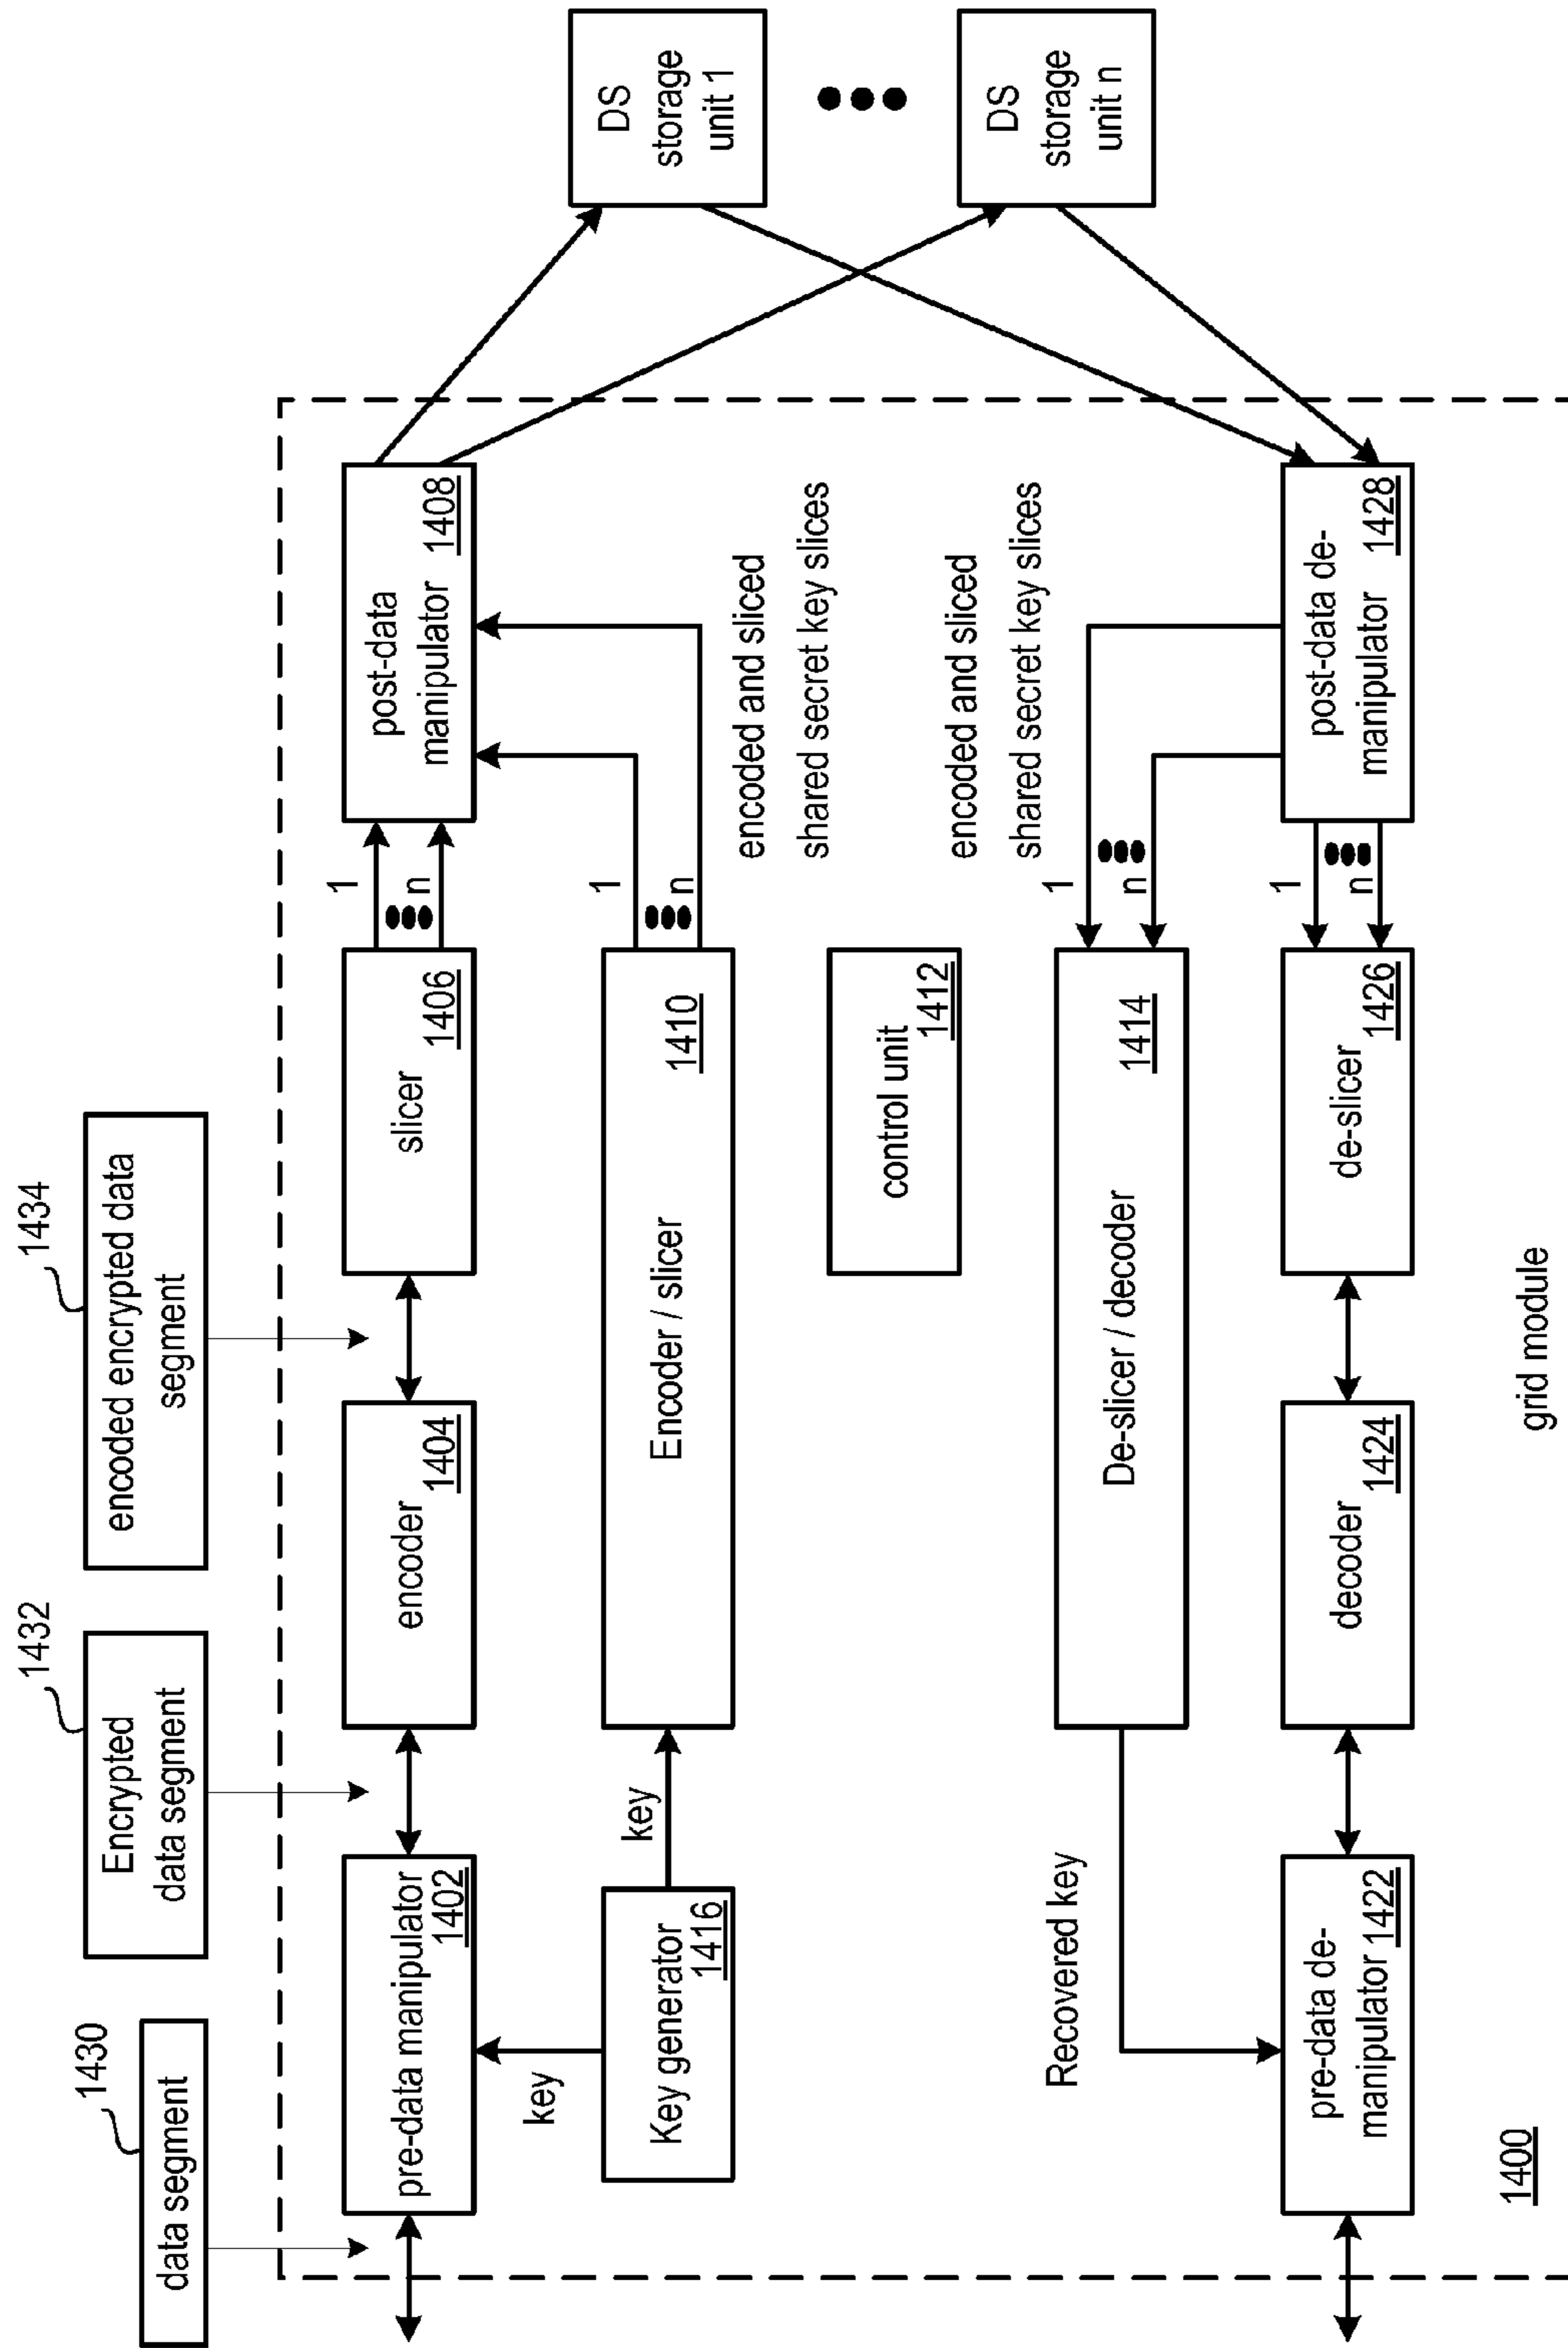 data segment
1430
Encrypted
data segment
1432
encoded encrypted data
segment
1434
pre-data manipulator
1402
encoder
1404
slicer
1406
1
n
post-data
manipulator
1408
key
Key generator
1416
key
Encoder / slicer
1410
1
n
encoded and sliced
shared secret key slices
DS
storage
unit 1
control unit
1412
DS
storage
unit n
encoded and sliced
shared secret key slices
Recovered key
De-slicer / decoder
1414
1
n
pre-data de-
manipulator 1422
decoder
1424
de-slicer
1426
1
n
post-data de-
manipulator 1428
1400
grid module